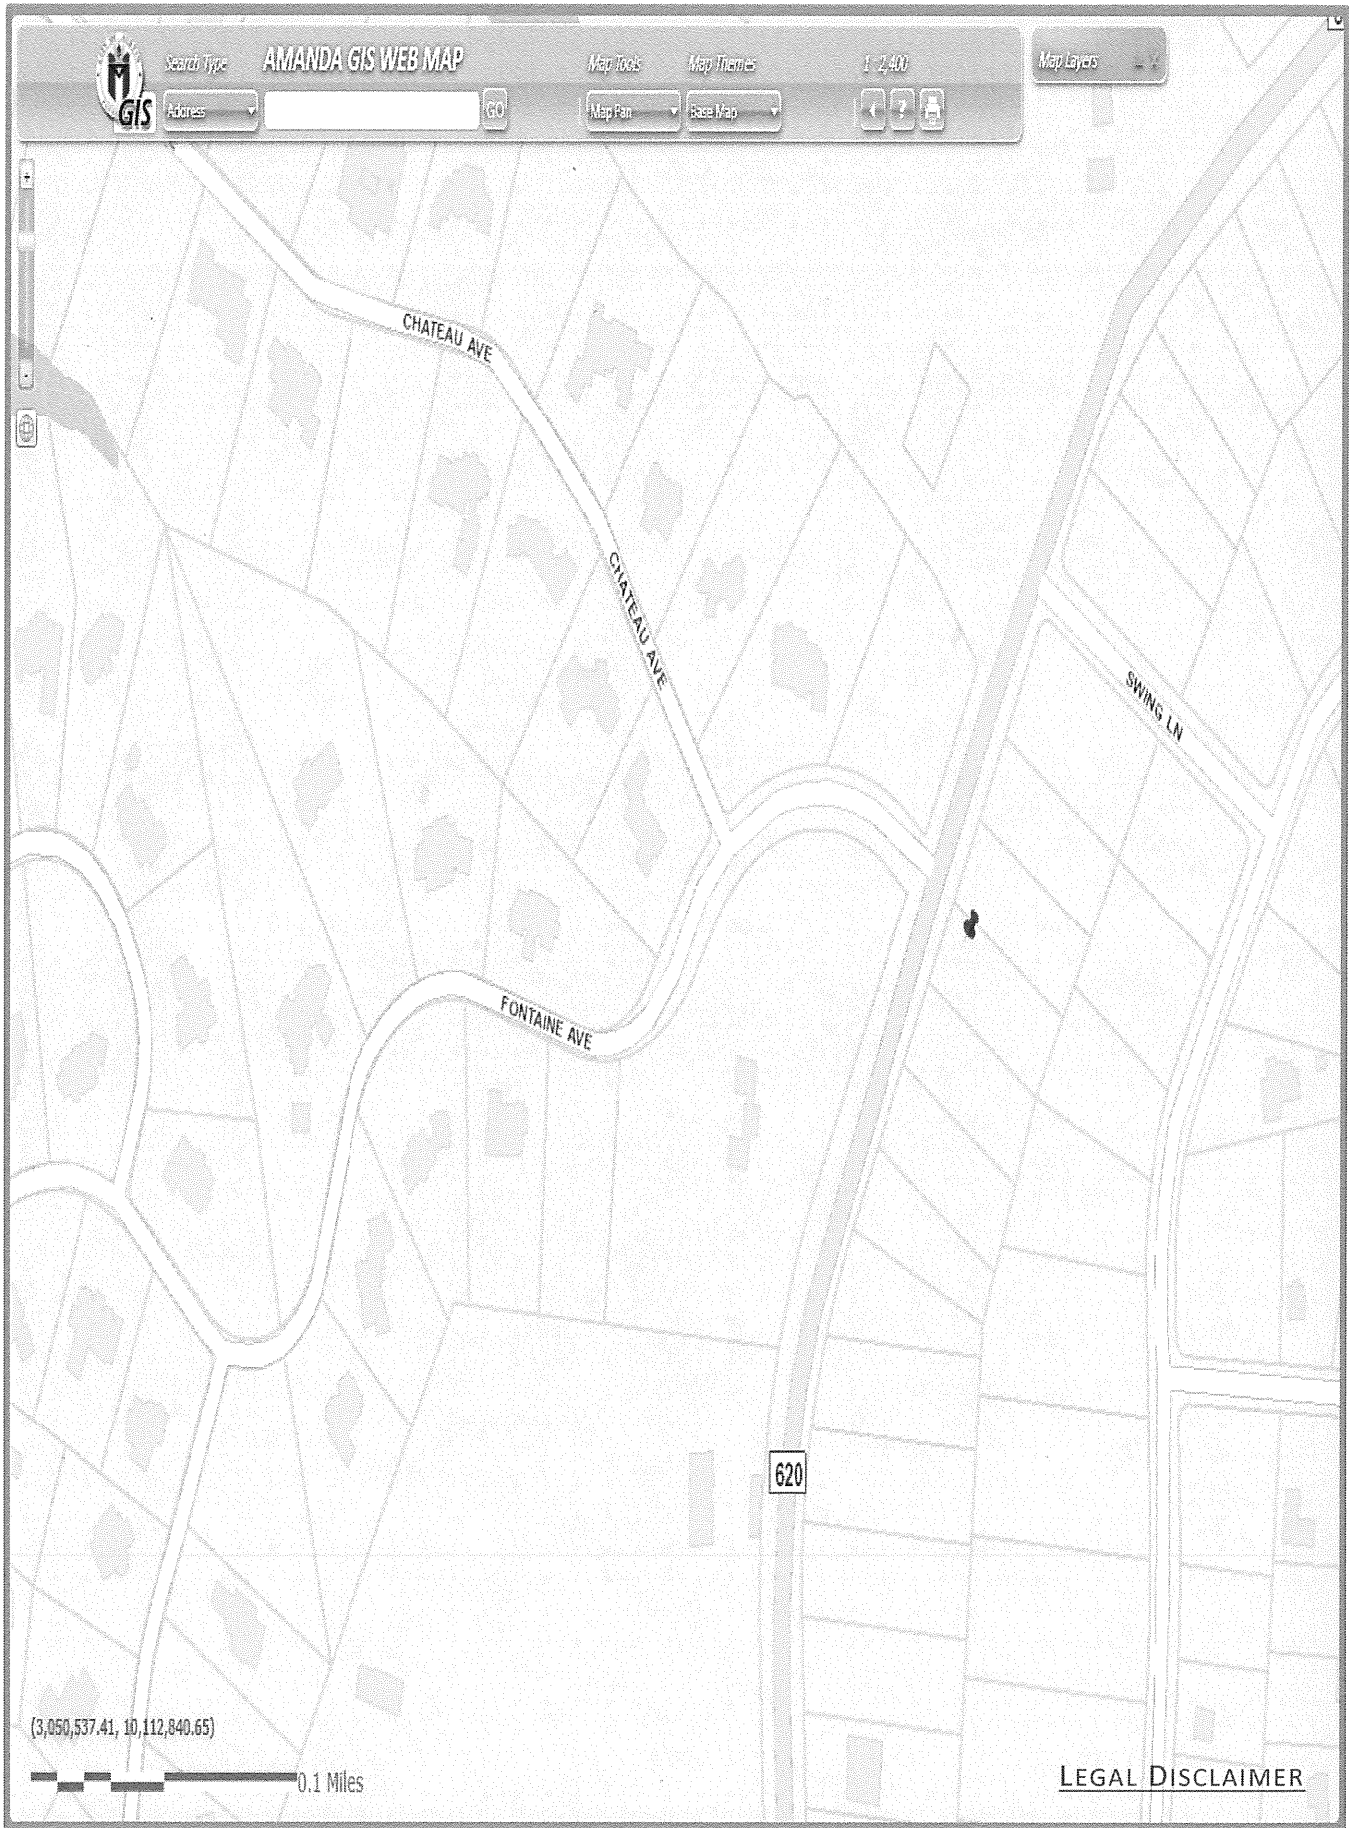 Search Type AMANDA GIS WEB MAP Map Tools Map Themes 1: 2,400 Map Layers
GIS Address GO Map Pan Base Map ?
+
CHATEAU AVE
-
CHATEAU AVE
SWING LN
FONTAINE AVE
620
(3,050,537.41, 10,112,840.65)
0.1 Miles
LEGAL DISCLAIMER